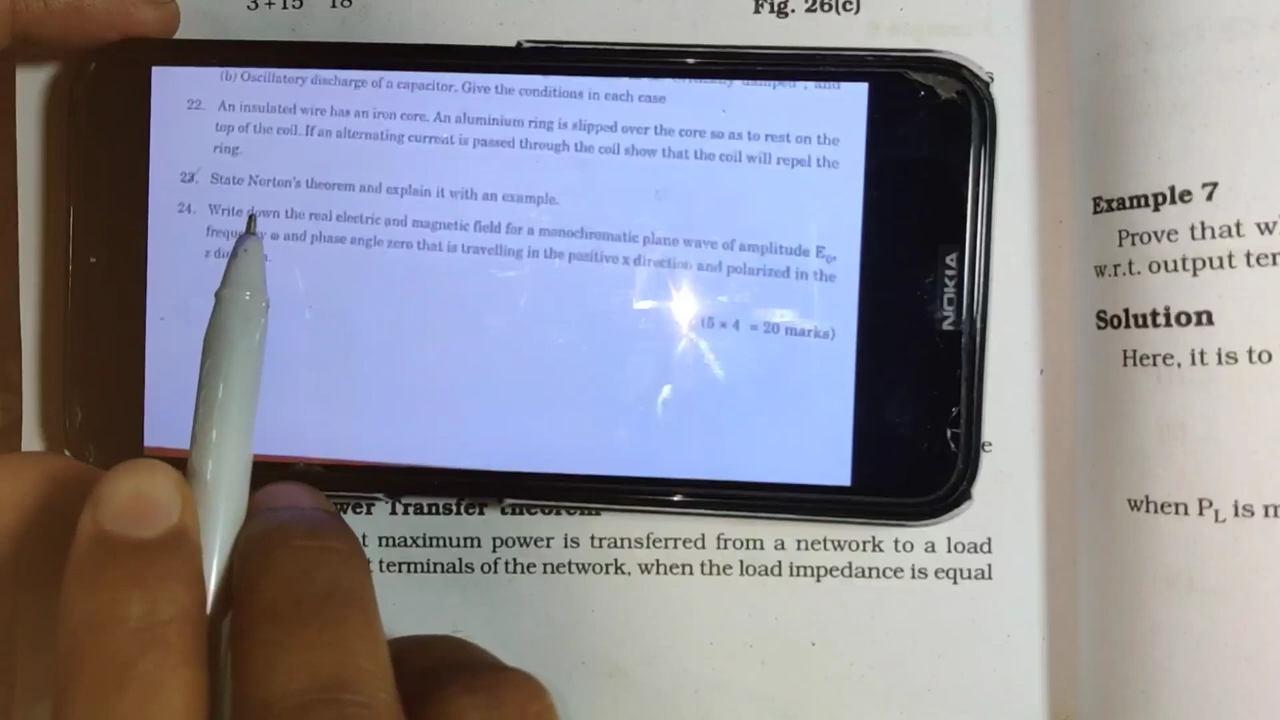 3+15 18
Fig. 26(c)
(b) Oscillatory discharge of a capacitor. Give the conditions in each case
22. An insulated wire has an iron core. An aluminium ring is slipped over the core so as to rest on the
top of the coil. If an alternating current is passed through the coil show that the coil will repel the
ring.
23. State Norton's theorem and explain it with an example.
24. Write down the real electric and magnetic field for a monochromatic plane wave of amplitude E₀,
ω and phase angle zero that is travelling in the positive x direction and polarized in the
z
(5 × 4 = 20 marks)
NOKIA
Transfer theorem
maximum power is transferred from a network to a load
terminals of the network, when the load impedance is equal
Example 7
Prove that
w.r.t. output
Solution
Here, it is to
when P_L is